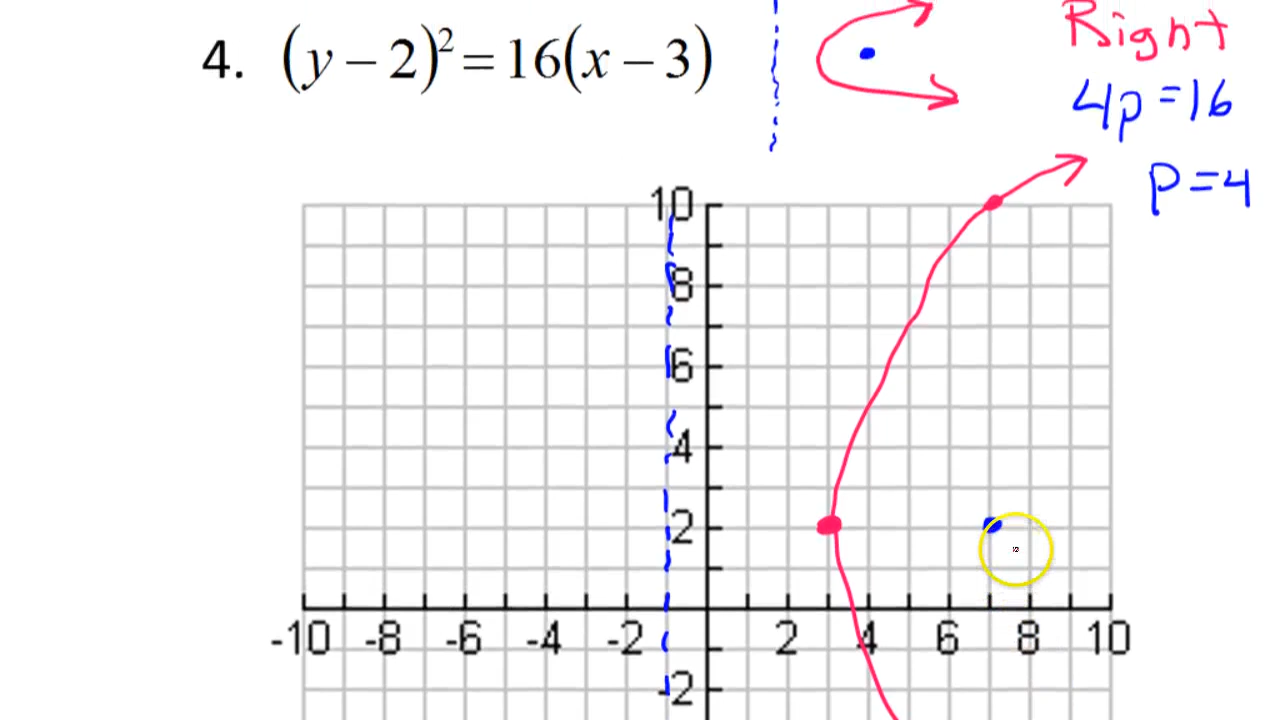 4. (y − 2)² = 16(x − 3)
Right
4p = 16
p = 4
10
8
6
4
2
-10 -8 -6 -4 -2 2 4 6 8 10
-2